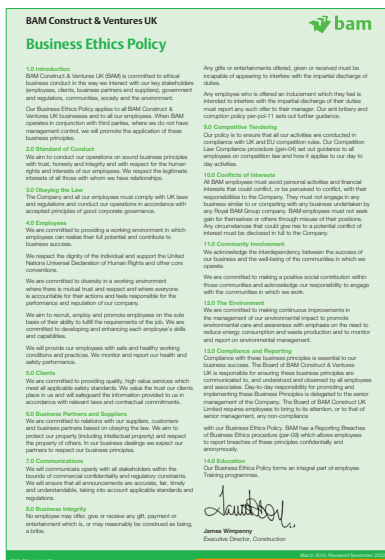 BAM Construct & Ventures UK
bam
Business Ethics Policy
1.0 Introduction
BAM Construct & Ventures UK (BAM) is committed to ethical
business conduct in the way we interact with our key stakeholders
(employees, clients, business partners and suppliers), government
and regulators, communities, society and the environment.
Our Business Ethics Policy applies to all BAM Construct &
Ventures UK businesses and to all our employees. When BAM
operates in conjunction with third parties, where we do not have
management control, we will promote the application of these
business principles.
2.0 Standard of Conduct
We aim to conduct our operations on sound business principles
with trust, honesty and integrity and with respect for the human
rights and interests of our employees. We respect the legitimate
interests of all those with whom we have relationships.
3.0 Obeying the Law
The Company and all our employees must comply with UK laws
and regulations and conduct our operations in accordance with
accepted principles of good corporate governance.
4.0 Employees
We are committed to providing a working environment in which
employees can realise their full potential and contribute to
business success.
We respect the dignity of the individual and support the United
Nations Universal Declaration of Human Rights and other core
conventions.
We are committed to diversity in a working environment
where there is mutual trust and respect and where everyone
is accountable for their actions and feels responsible for the
performance and reputation of our company.
We aim to recruit, employ and promote employees on the sole
basis of their ability to fulfil the requirements of the job. We are
committed to developing and enhancing each employee's skills
and capabilities.
We will provide our employees with safe and healthy working
conditions and practices. We monitor and report our health and
safety performance.
5.0 Clients
We are committed to providing quality, high value services which
meet all applicable safety standards. We value the trust our clients
place in us and will safeguard the information provided to us in
accordance with relevant laws and contractual commitments.
6.0 Business Partners and Suppliers
We are committed to relations with our suppliers, customers
and business partners based on obeying the law. We aim to
protect our property (including intellectual property) and respect
the property of others. In our business dealings we expect our
partners to respect our business principles.
7.0 Communications
We will communicate openly with all stakeholders within the
bounds of commercial confidentiality and regulatory constraints.
We will ensure that all announcements are accurate, fair, timely
and understandable, taking into account applicable standards and
regulations.
8.0 Business Integrity
No employee may offer, give or receive any gift, payment or
entertainment which is, or may reasonably be construed as being,
a bribe.
Any gifts or entertainments offered, given or received must be
incapable of appearing to interfere with the impartial discharge of
duties.
Any employee who is offered an inducement which they feel is
intended to interfere with the impartial discharge of their duties
must report any such offer to their manager. Our anti bribery and
corruption policy per-pol-11 sets out further guidance.
9.0 Competitive Tendering
Our policy is to ensure that all our activities are conducted in
compliance with UK and EU competition rules. Our Competition
Law Compliance procedure (gen-04) set out guidance to all
employees on competition law and how it applies to our day to
day activities.
10.0 Conflicts of Interests
All BAM employees must avoid personal activities and financial
interests that could conflict, or be perceived to conflict, with their
responsibilities to the Company. They must not engage in any
business similar to or competing with any business undertaken by
any Royal BAM group company. BAM employees must not seek
gain for themselves or others through misuse of their positions.
Any circumstances that could give rise to a potential conflict of
interest must be disclosed in full to the Company.
11.0 Community Involvement
We acknowledge the interdependency between the success of
our business and the well-being of the communities in which we
operate.
We are committed to making a positive social contribution within
those communities and acknowledge our responsibility to engage
with the communities in which we work.
12.0 The Environment
We are committed to making continuous improvements in
the management of our environmental impact to promote
environmental care and awareness with emphasis on the need to
reduce energy consumption and waste production and to monitor
and report on environmental management.
13.0 Compliance and Reporting
Compliance with these business principles is essential to our
business success. The Board of BAM Construct & Ventures
UK is responsible for ensuring these business principles are
communicated to, and understood and observed by all employees
and associates. Day-to-day responsibility for promoting and
implementing these Business Principles is delegated to the senior
management of the Company. The Board of BAM Construct UK
Limited requires employees to bring to its attention, or to that of
senior management, any non-compliance
with our Business Ethics Policy. BAM has a Reporting Breaches
of Business Ethics procedure (per-03) which allows employees
to report breaches of these principles confidentially and
anonymously.
14.0 Education
Our Business Ethics Policy forms an integral part of employee
Training programmes.
James Wimpenny
Executive Director, Construction
March 2014. Reviewed November 2022